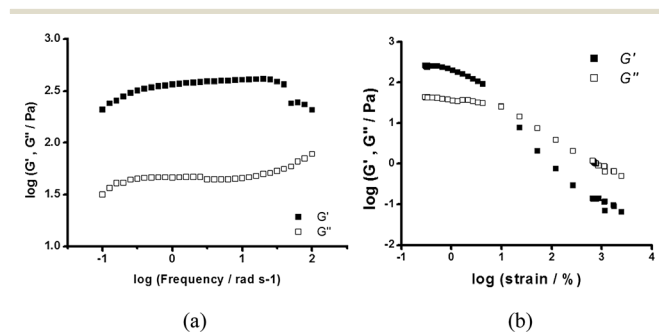 3.0
2.5
2.0
1.5
1.0
log (G' , G" / Pa)
G'
G"
-1
0
1
2
log (Frequency / rad s-1)
(a)
3
2
1
0
-1
-2
log (G' , G" / Pa)
G'
G"
-1
0
1
2
3
4
log (strain / %)
(b)